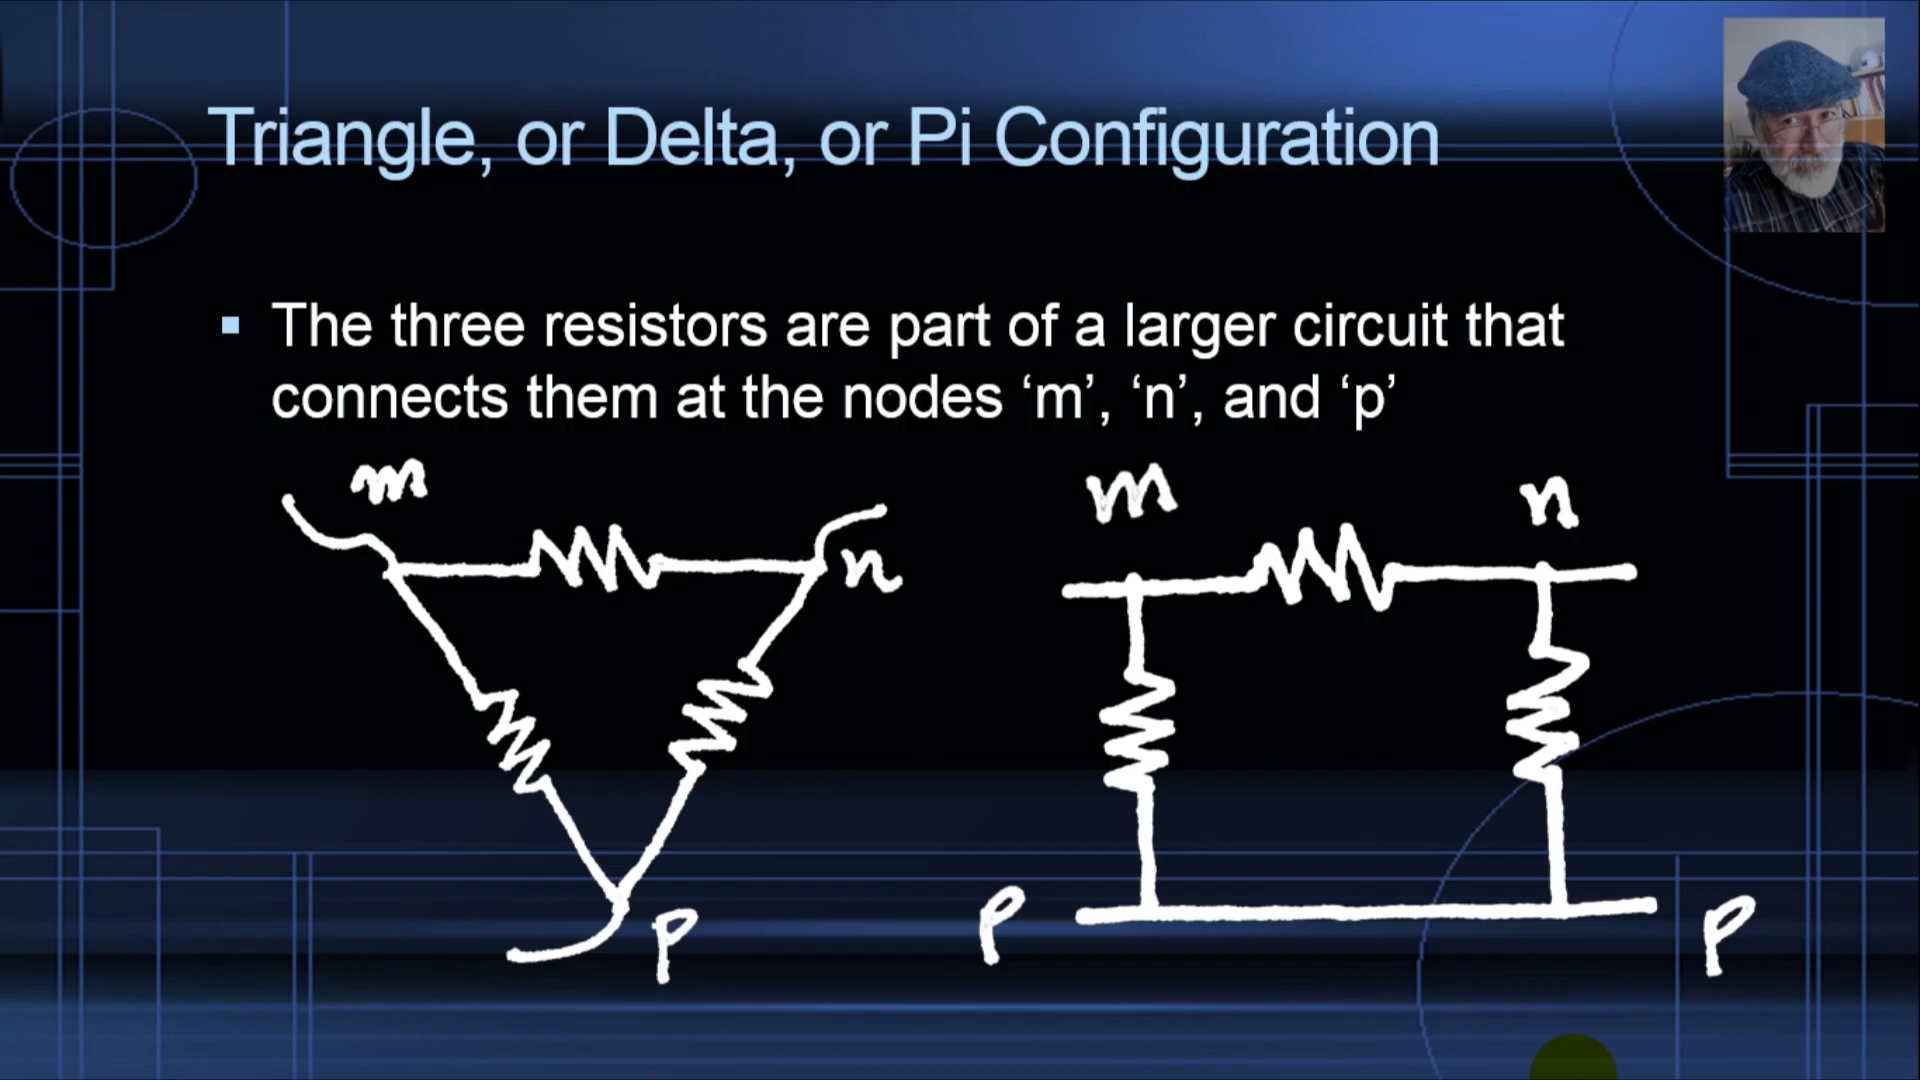 Triangle, or Delta, or Pi Configuration
▪ The three resistors are part of a larger circuit that
connects them at the nodes ‘m’, ‘n’, and ‘p’
m
n
p
m
n
p
p